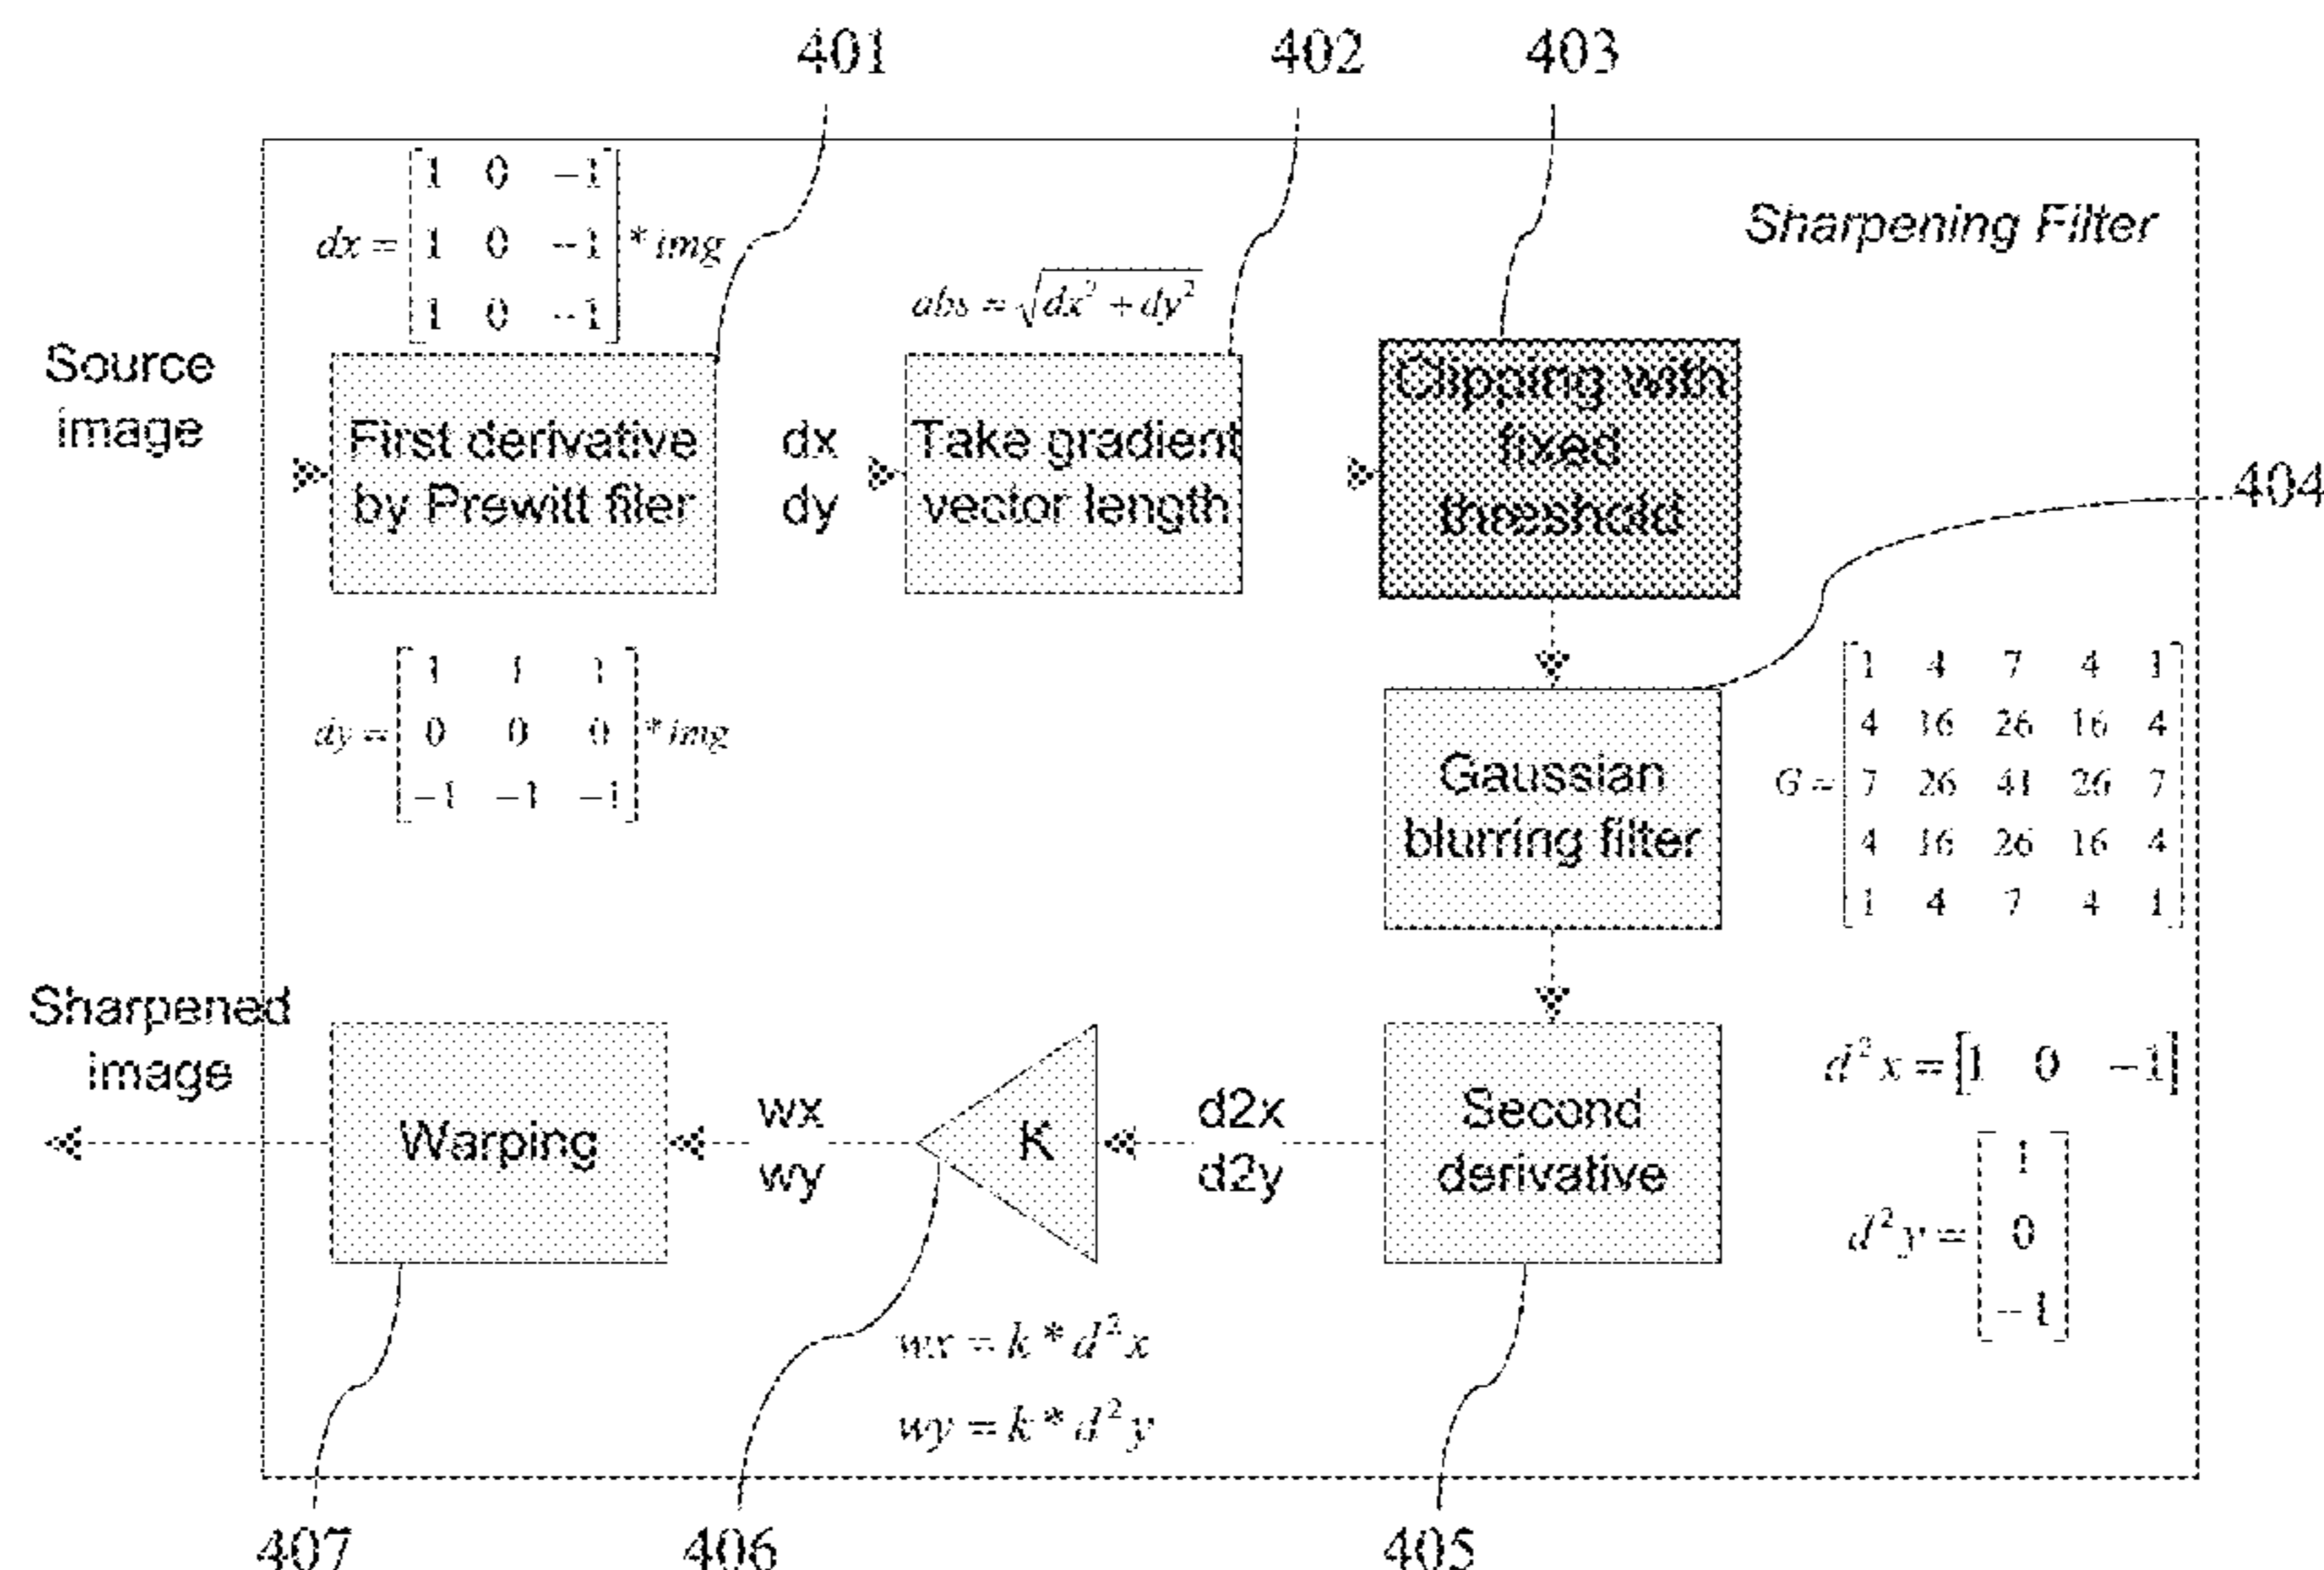 401
402
403
Sharpening Filter
dx = [1 0 −1
1 0 −1
1 0 −1] * img
abs = √dx² + dy²
Source
image
First derivative
by Prewitt filer
dx
dy
Take gradient
vector length
Clipping with
fixed
threshold
404
dy = [1 1 1
0 0 0
−1 −1 −1] * img
Gaussian
blurring filter
G = [1 4 7 4 1
4 16 26 16 4
7 26 41 26 7
4 16 26 16 4
1 4 7 4 1]
Sharpened
image
Warping
wx
wy
K
d2x
d2y
Second
derivative
d²x = [1 0 −1]
d²y = [1
0
−1]
wx = k * d²x
wy = k * d²y
407
406
405